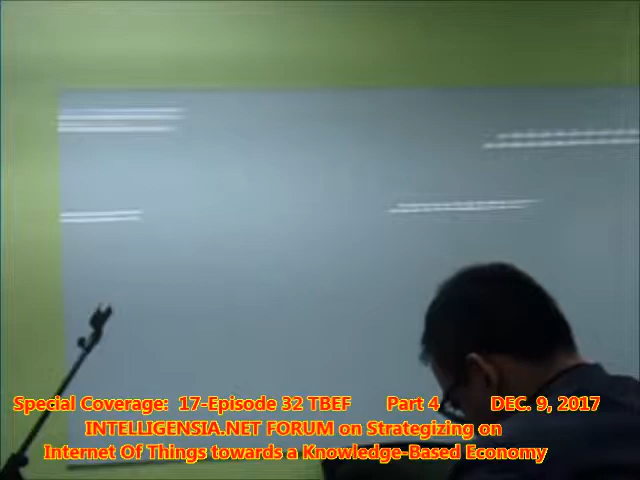 Special Coverage: 17-Episode 32 TBEF Part 4 DEC. 9, 2017
INTELLIGENSIA.NET FORUM on Strategizing on
Internet Of Things towards a Knowledge-Based Economy